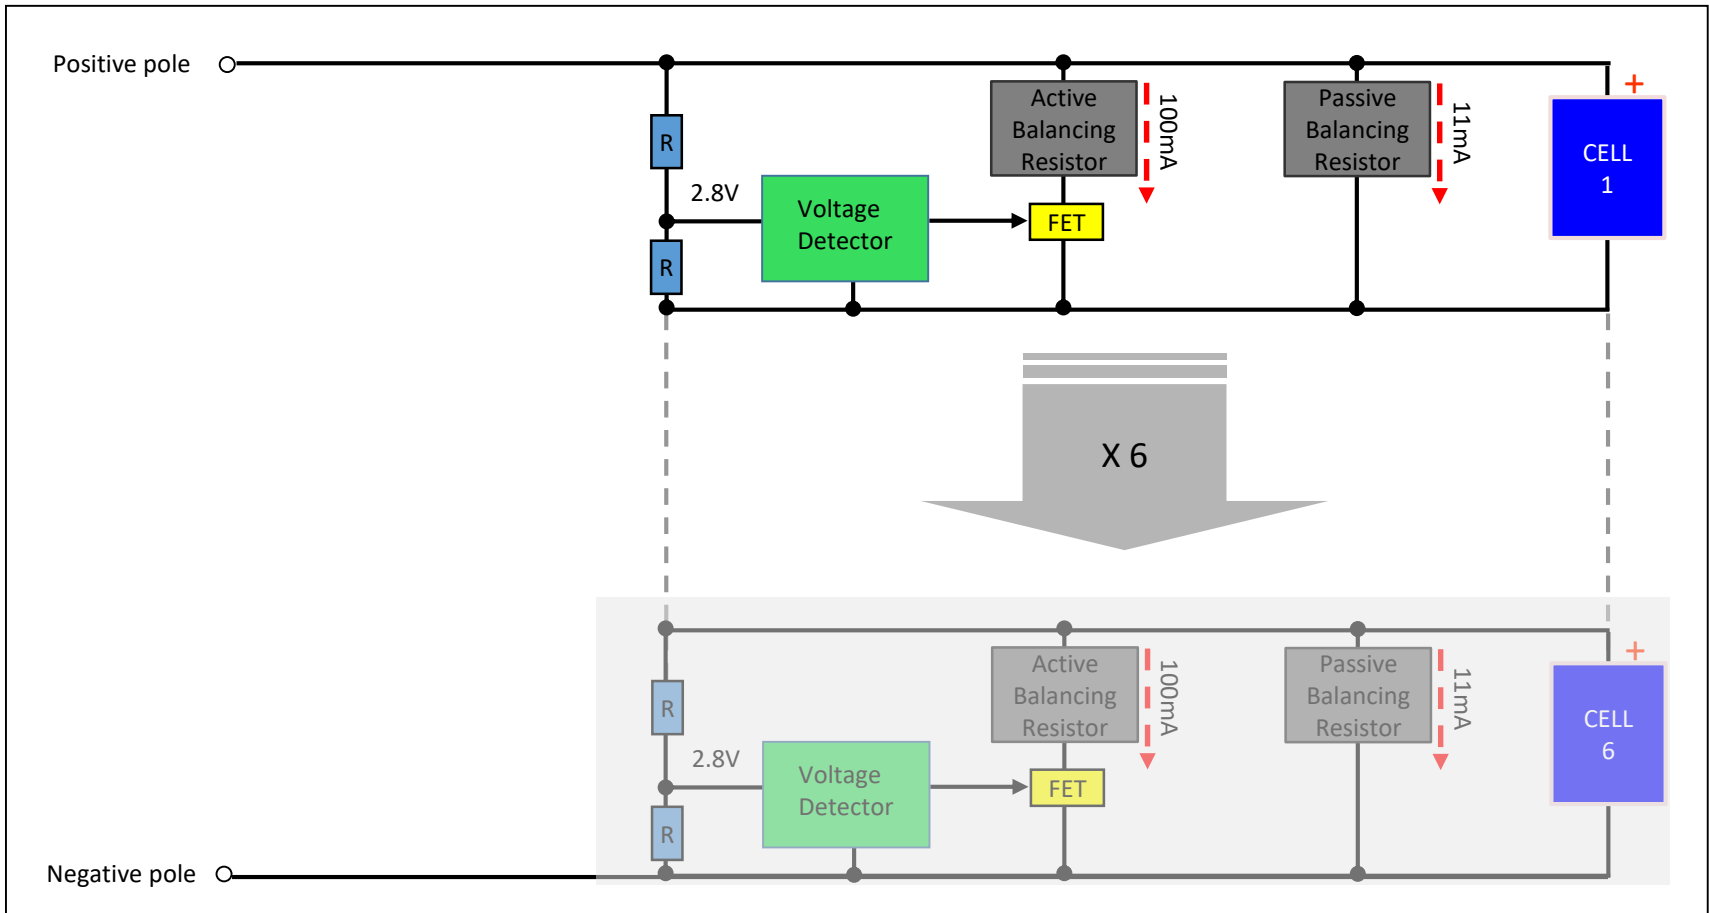 Positive pole
+
Active
Balancing
Resistor
100mA
Passive
Balancing
Resistor
11mA
R
CELL
1
2.8V
Voltage
Detector
FET
R
X 6
+
Active
Balancing
Resistor
100mA
Passive
Balancing
Resistor
11mA
R
CELL
6
2.8V
Voltage
Detector
FET
R
Negative pole